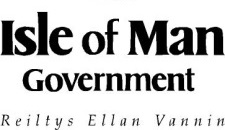 Isle of Man
Government
Reiltys Ellan Vannin